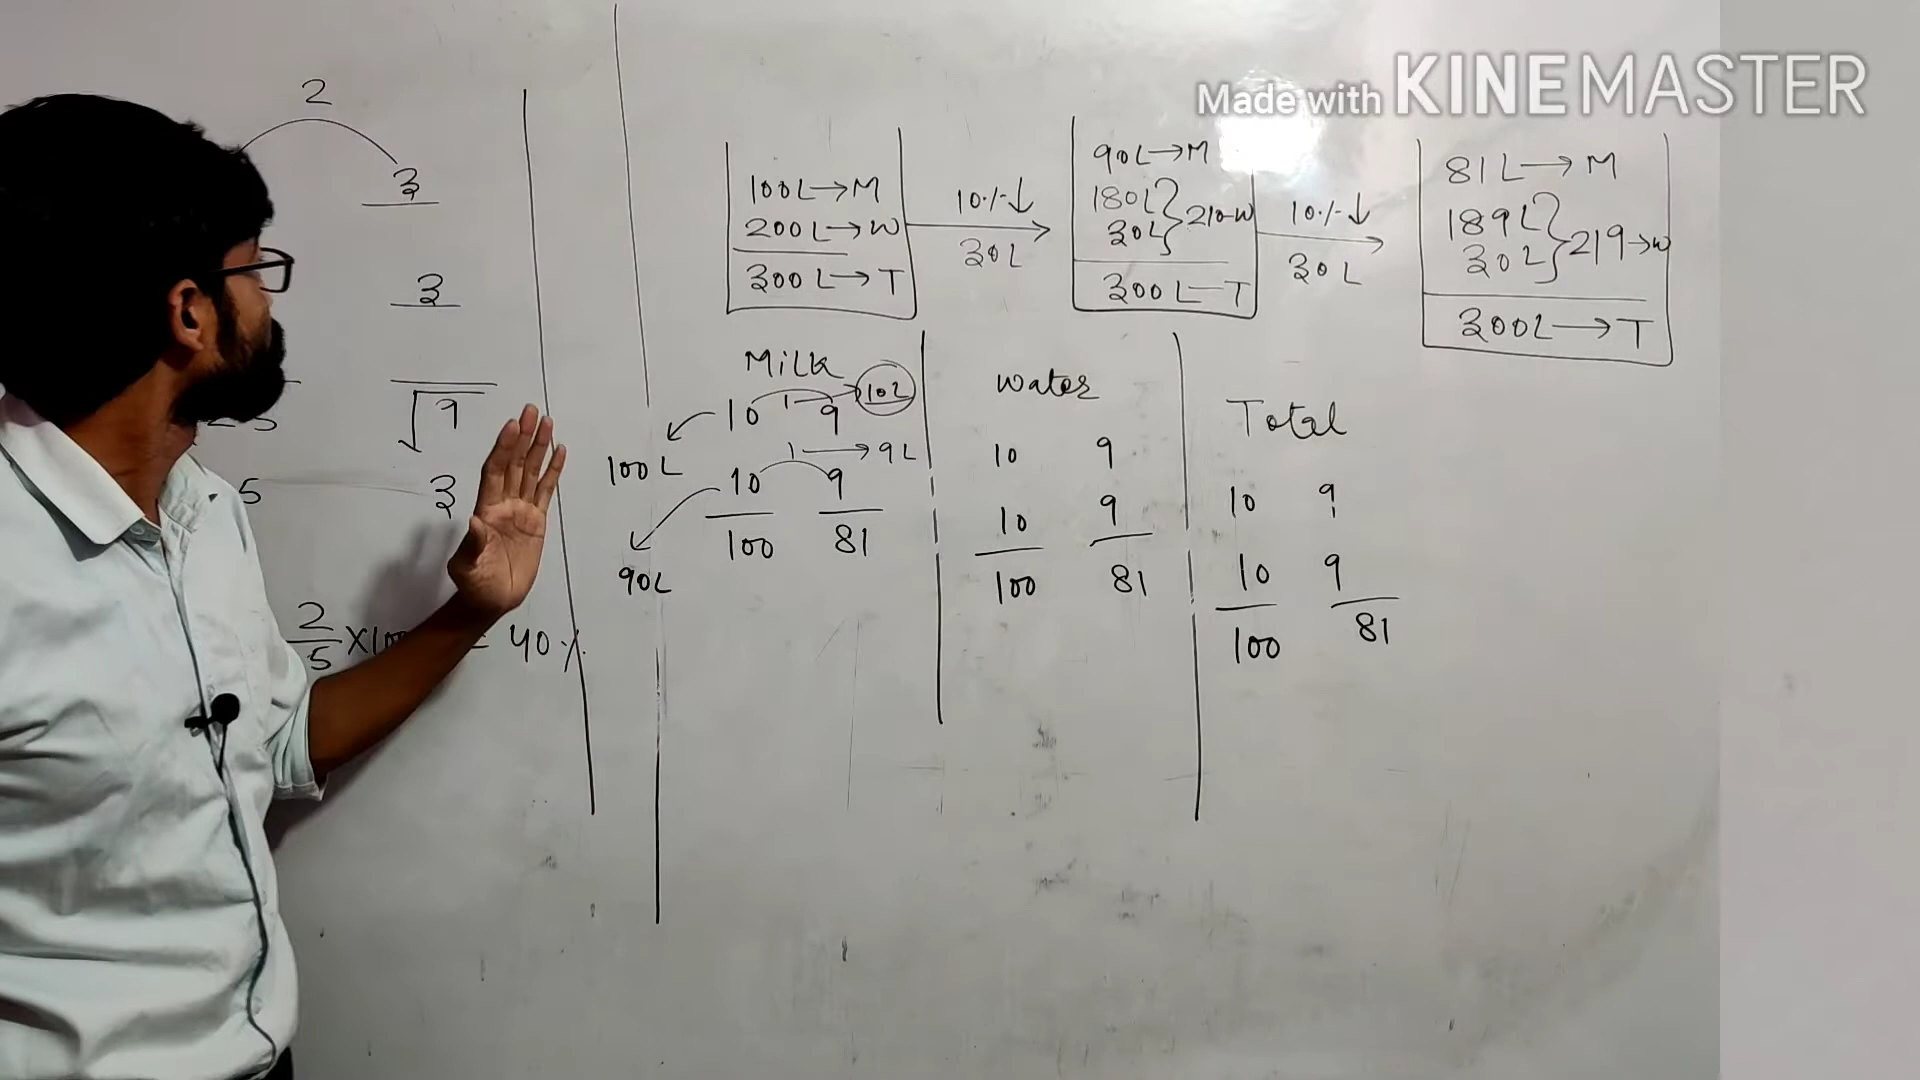 Made with KINEMASTER
2
3
3
√9
5 3
2/5 × 100 = 40%
100L → M
200L → W
300L → T
10% ↓
30L
90L → M
180L
30L } 210 → W
300L — T
10% ↓
30L
81L → M
189L
30L } 219 → W
300L → T
Milk
10 1 9 → 10L
100L
1 → 9L
10 9
90L
100 81
Water
10 9
10 9
100 81
Total
10 9
10 9
100 81